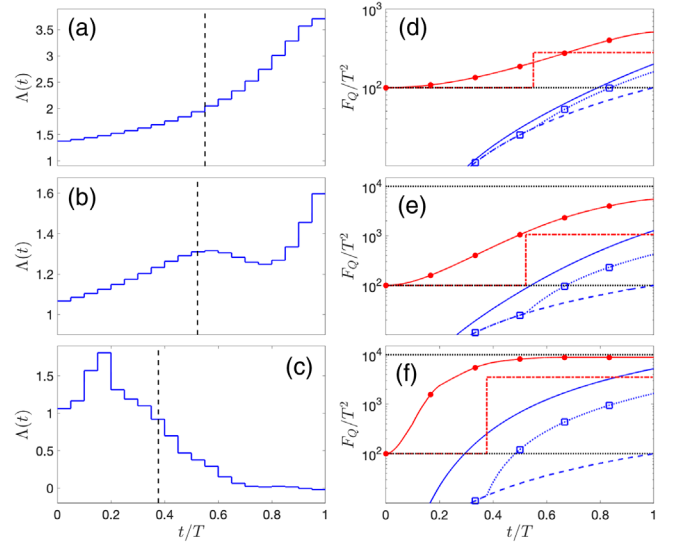 (a)
3.5
3
2.5
2
1.5
1
Λ(t)
(d)
10³
10²
F_Q/T²
(b)
1.6
1.4
1.2
1
Λ(t)
(e)
10⁴
10³
10²
F_Q/T²
(c)
1.5
1
0.5
0
Λ(t)
0 0.2 0.4 0.6 0.8 1
t/T
(f)
10⁴
10³
10²
F_Q/T²
0 0.2 0.4 0.6 0.8 1
t/T